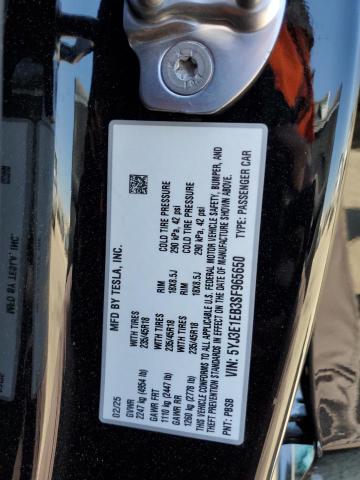 MFD BY TESLA, INC.
02/25
GVWR
2247 kg (4954 lb)
GAWR FRT WITH TIRES RIM COLD TIRE PRESSURE
1110 kg (2447 lb) 235/45R18 18X8.5J 290 kPa, 42 psi
GAWR RR WITH TIRES RIM COLD TIRE PRESSURE
1260 kg (2778 lb) 235/45R18 18X8.5J 290 kPa, 42 psi
THIS VEHICLE CONFORMS TO ALL APPLICABLE U.S. FEDERAL MOTOR VEHICLE SAFETY, BUMPER, AND
THEFT PREVENTION STANDARDS IN EFFECT ON THE DATE OF MANUFACTURE SHOWN ABOVE.
VIN: 5YJ3E1EB3SF965650 TYPE: PASSENGER CAR
PNT: PBSB